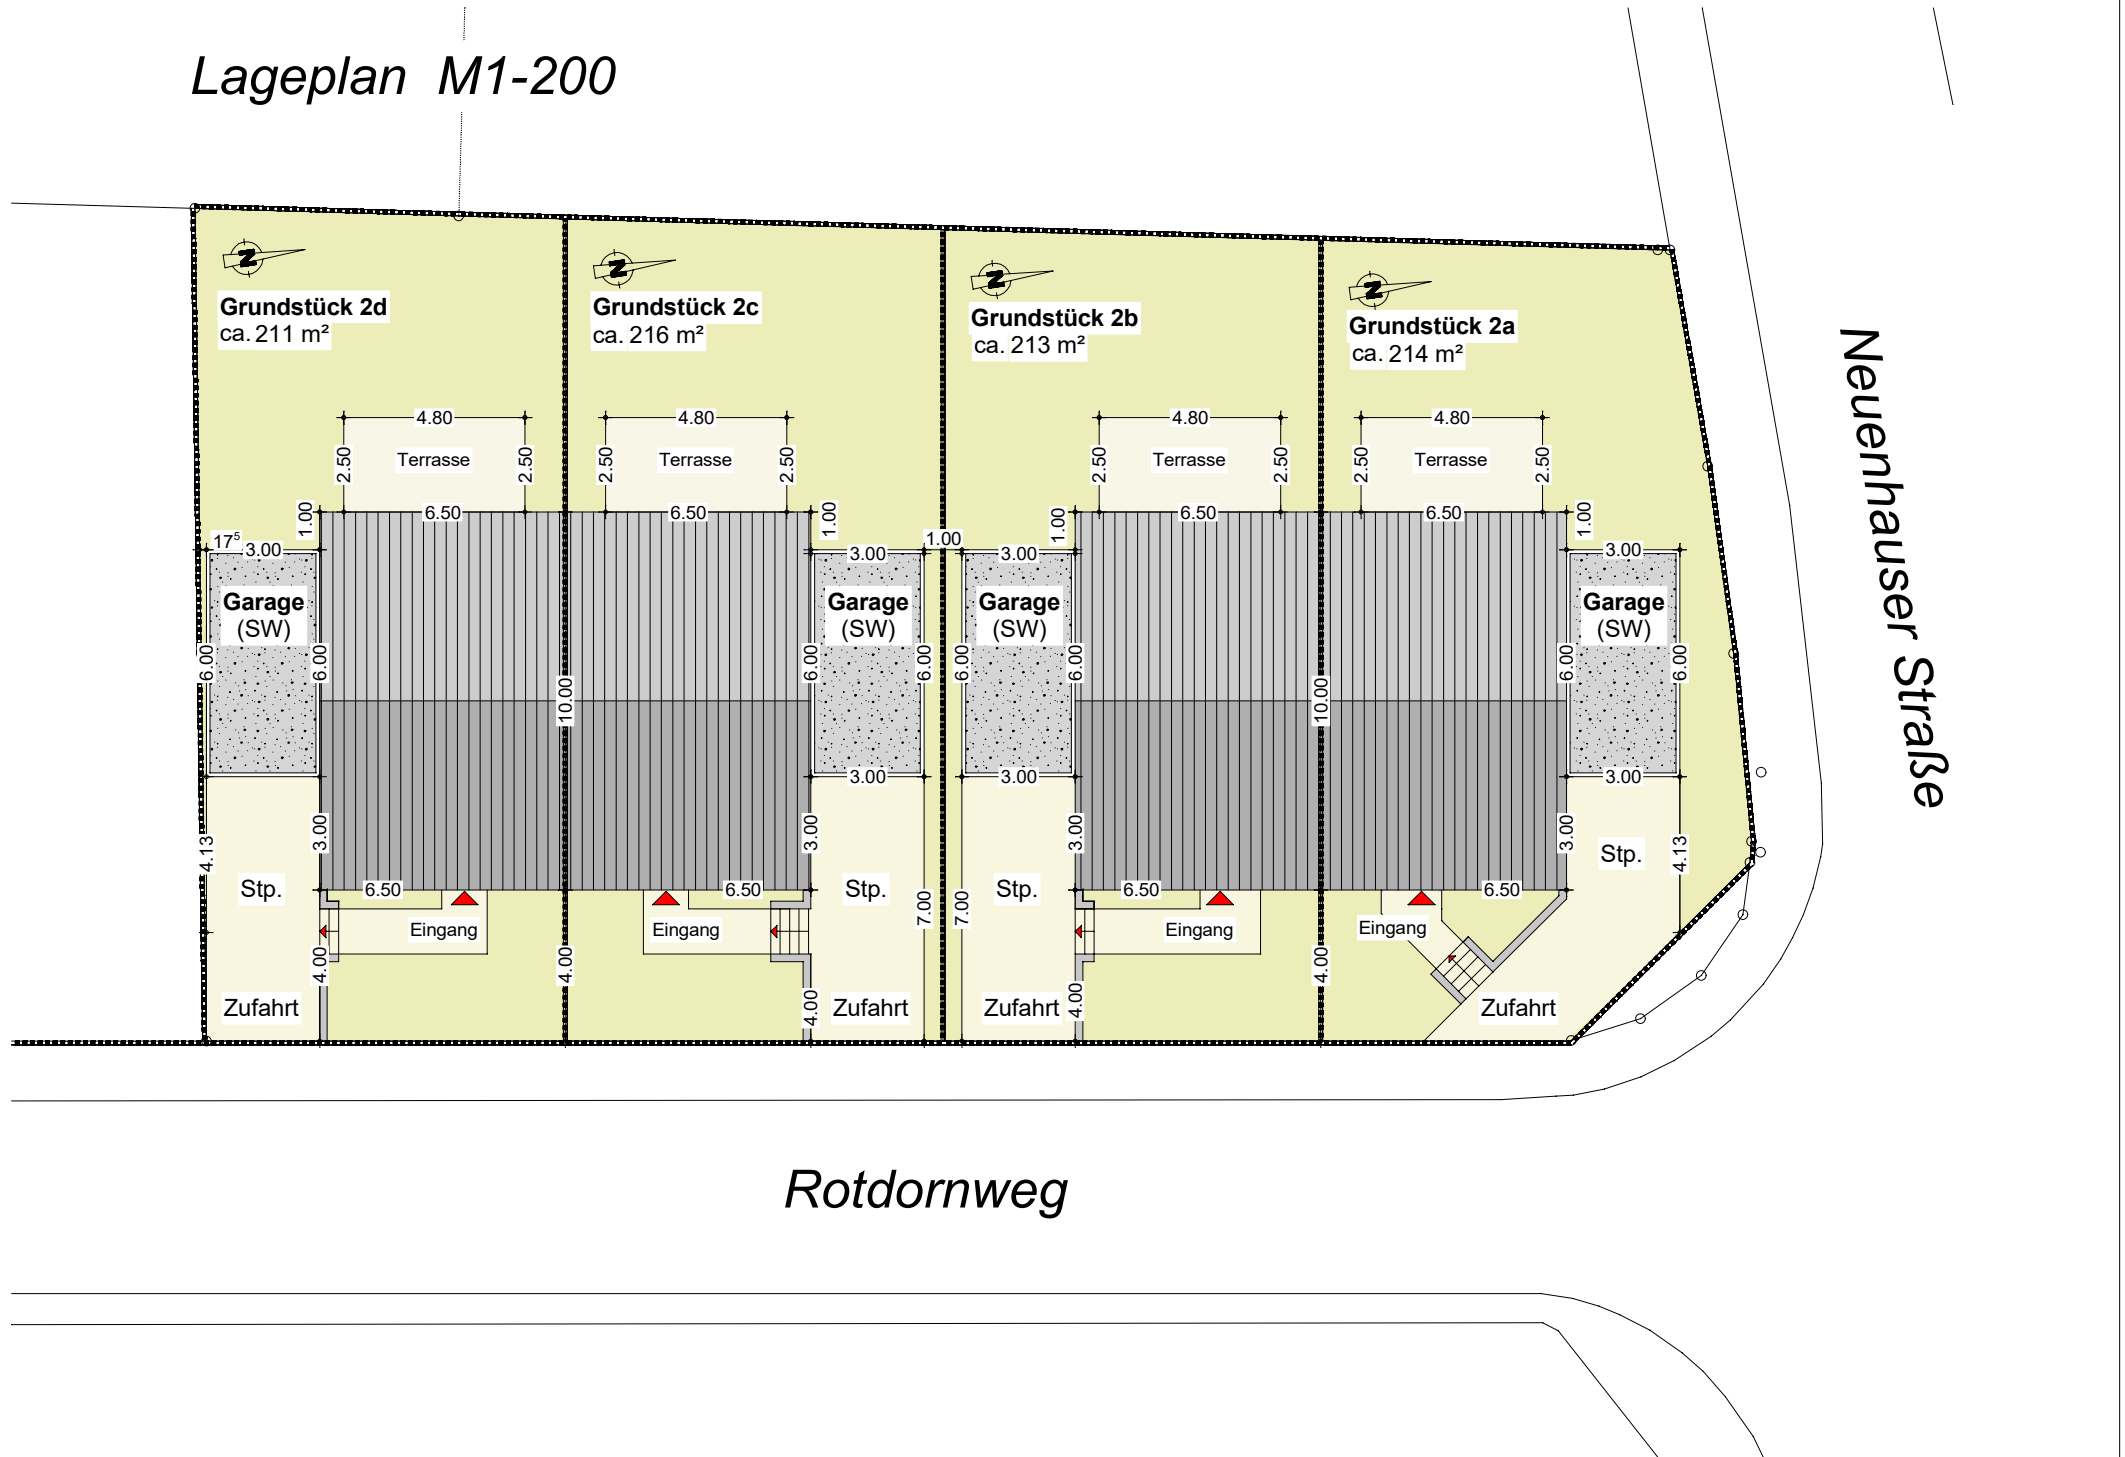 Lageplan M1-200
N
Grundstück 2d
ca. 211 m²
N
Grundstück 2c
ca. 216 m²
N
Grundstück 2b
ca. 213 m²
N
Grundstück 2a
ca. 214 m²
Neuenhauser Straße
4.80
4.80
4.80
4.80
2.50
Terrasse
2.50
2.50
Terrasse
2.50
2.50
Terrasse
2.50
2.50
Terrasse
2.50
1.00
6.50
6.50
1.00
1.00
6.50
6.50
1.00
17⁵
3.00
3.00
1.00
3.00
3.00
Garage
(SW)
Garage
(SW)
Garage
(SW)
Garage
(SW)
6.00
6.00
10.00
6.00
6.00
6.00
6.00
10.00
6.00
6.00
3.00
3.00
3.00
4.13
3.00
3.00
3.00
3.00
4.13
Stp.
6.50
6.50
Stp.
Stp.
6.50
6.50
Stp.
Eingang
Eingang
7.00
7.00
Eingang
Eingang
4.00
4.00
4.00
4.00
4.00
Zufahrt
Zufahrt
Zufahrt
Zufahrt
Rotdornweg